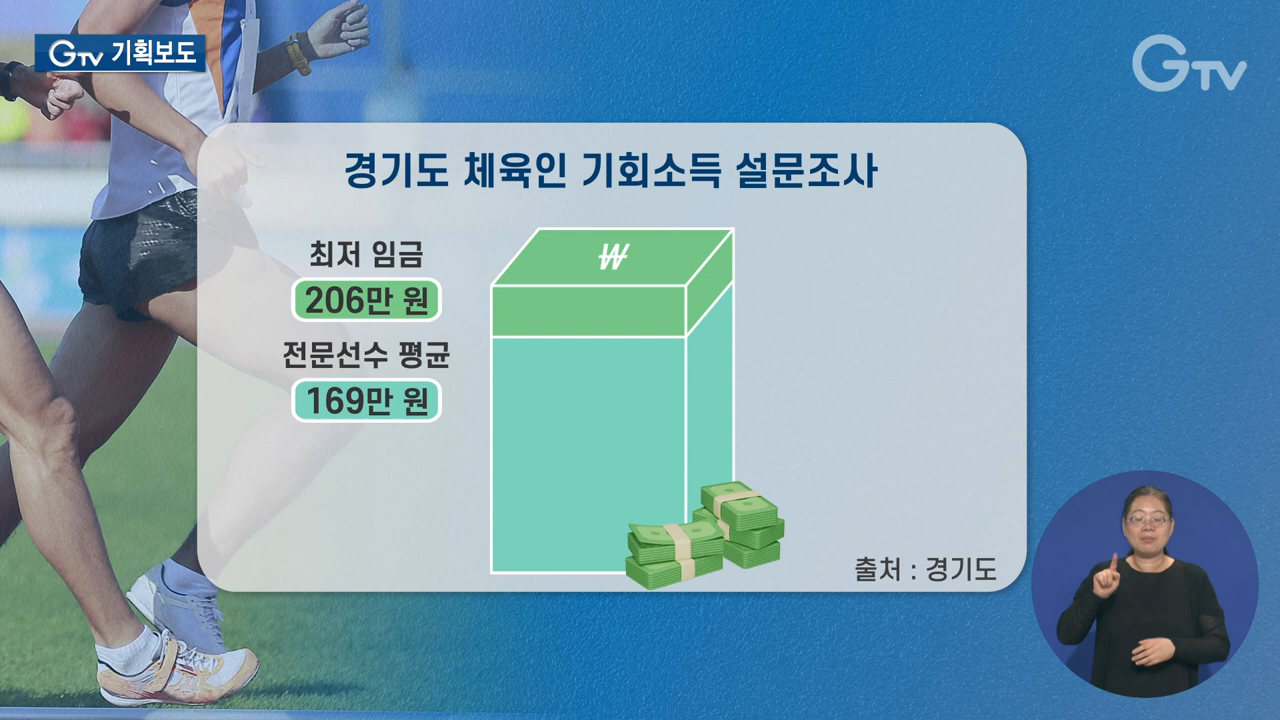 GTV 기획보도
GTV
경기도 체육인 기회소득 설문조사
최저 임금
206만 원
전문선수 평균
169만 원
₩
출처 : 경기도